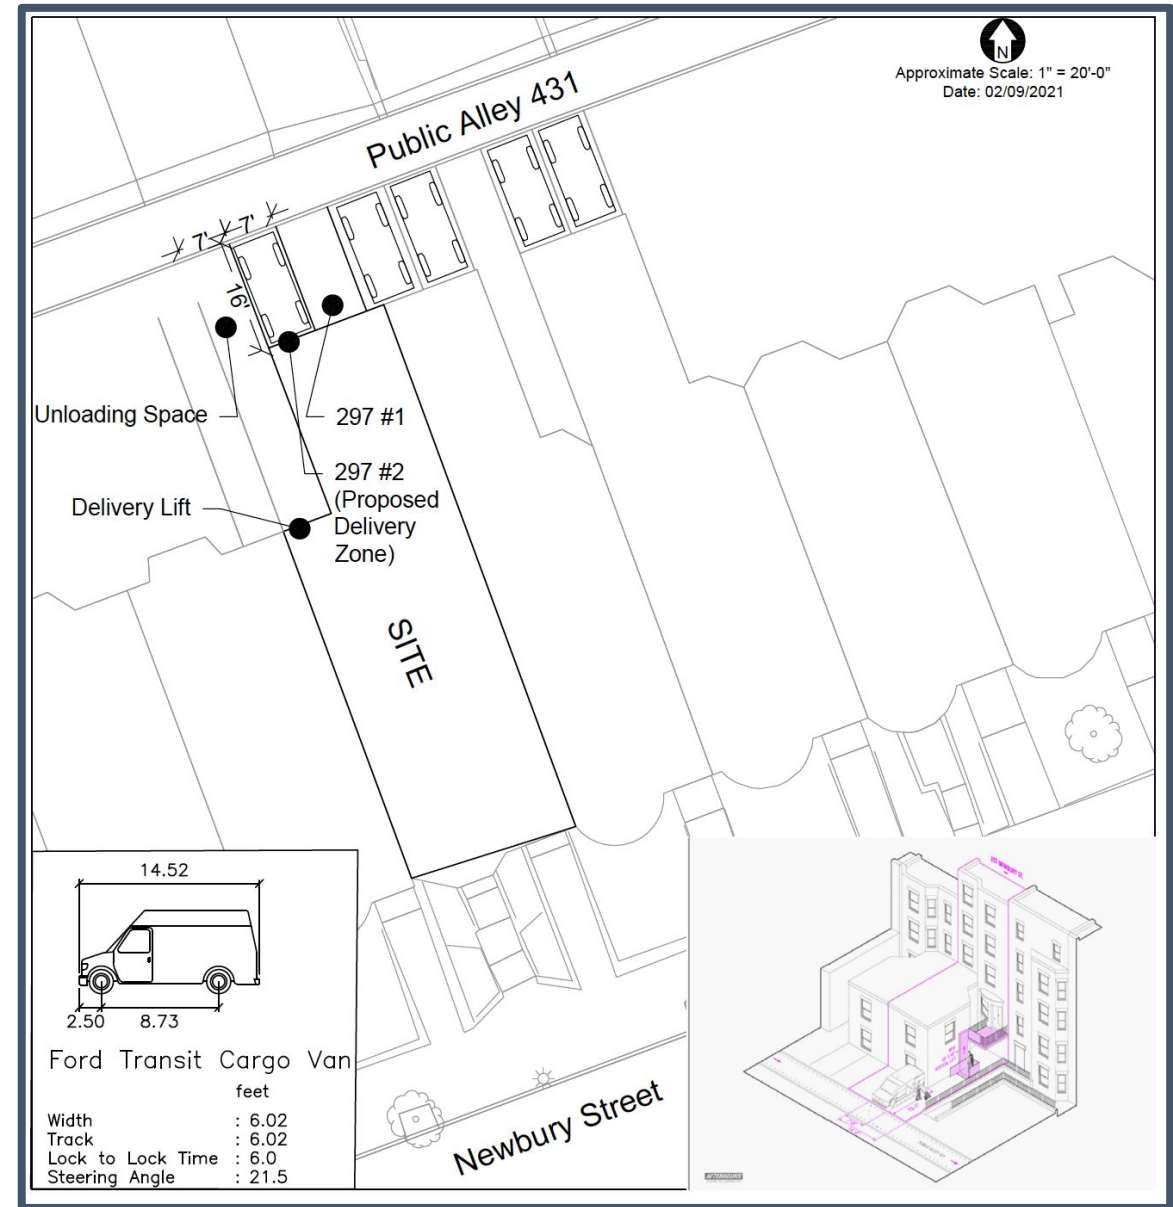 N
Approximate Scale: 1" = 20'-0"
Date: 02/09/2021
Public Alley 431
7'
7'
16'
Unloading Space
297 #1
297 #2
(Proposed
Delivery
Zone)
Delivery Lift
SITE
14.52
2.50
8.73
Ford Transit Cargo Van
feet
Width : 6.02
Track : 6.02
Lock to Lock Time : 6.0
Steering Angle : 21.5
Newbury Street